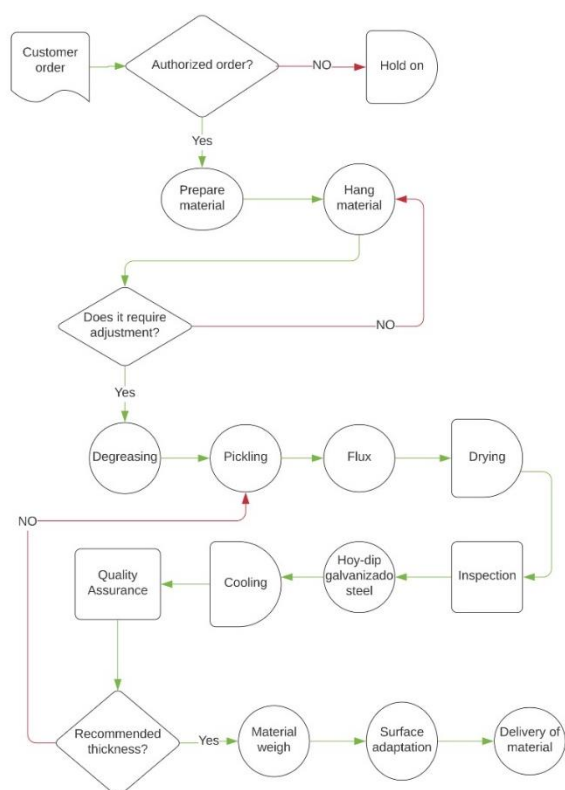 Customer
order
Authorized order?
NO
Hold on
Yes
Prepare
material
Hang
material
Does it require
adjustment?
NO
Yes
Degreasing
Pickling
Flux
Drying
NO
Quality
Assurance
Cooling
Hoy-dip
galvanizado
steel
Inspection
Recommended
thickness?
Yes
Material
weigh
Surface
adaptation
Delivery of
material